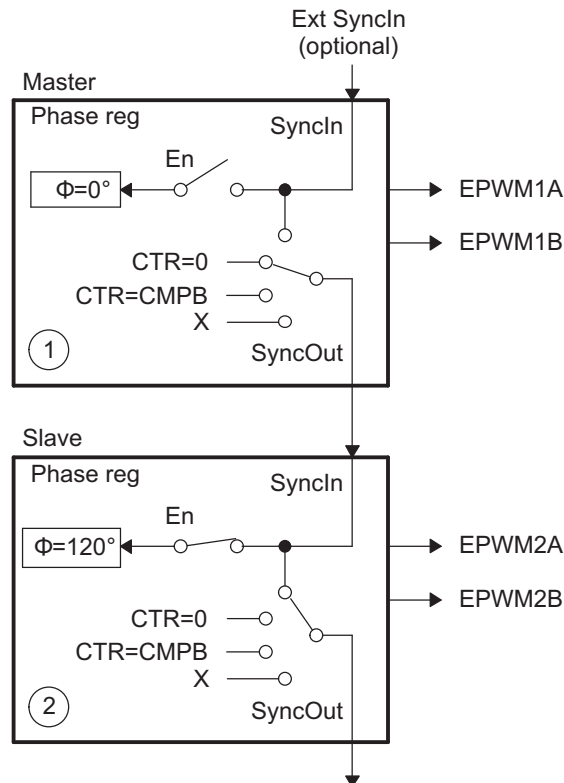 Ext SyncIn
(optional)
Master
Phase reg
SyncIn
En
Φ=0°
EPWM1A
EPWM1B
CTR=0
CTR=CMPB
X
1
SyncOut
Slave
Phase reg
SyncIn
En
Φ=120°
EPWM2A
EPWM2B
CTR=0
CTR=CMPB
X
2
SyncOut